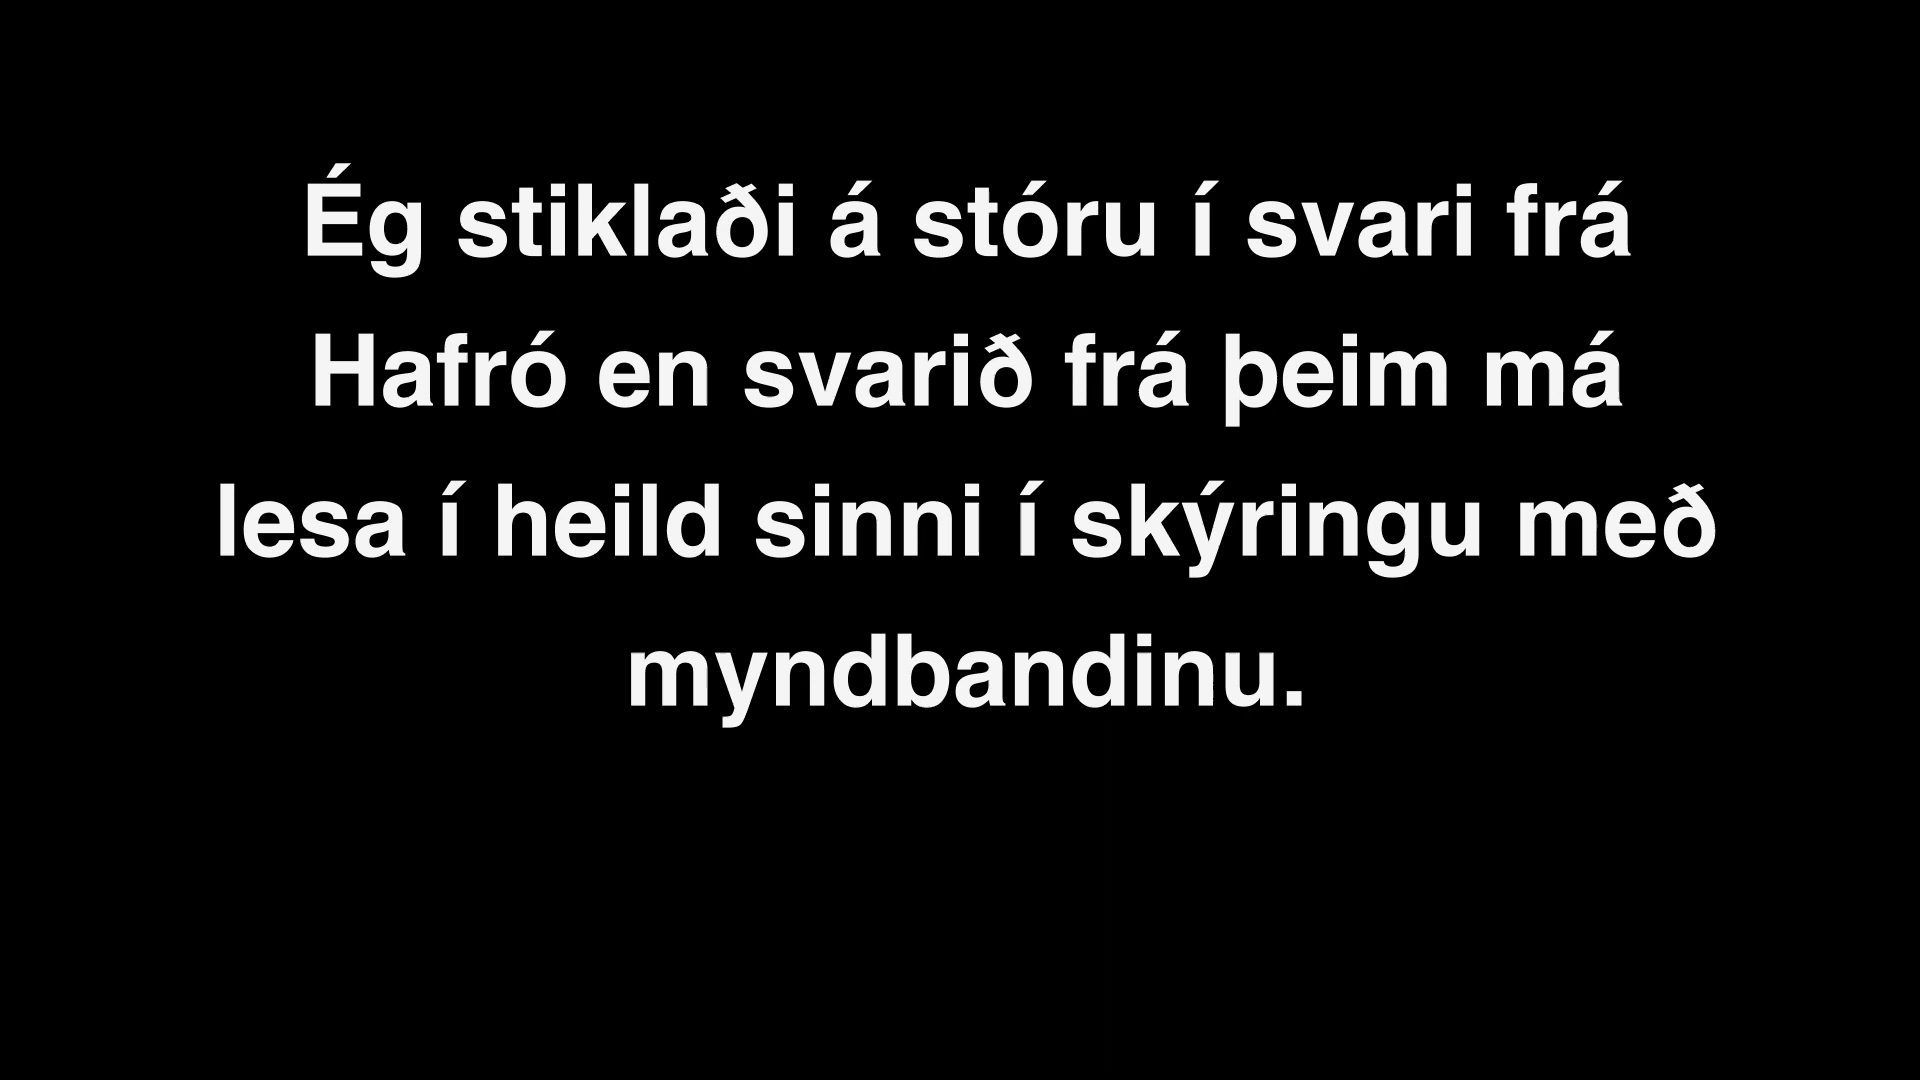 Ég stiklaði á stóru í svari frá
Hafró en svarið frá þeim má
lesa í heild sinni í skýringu með
myndbandinu.